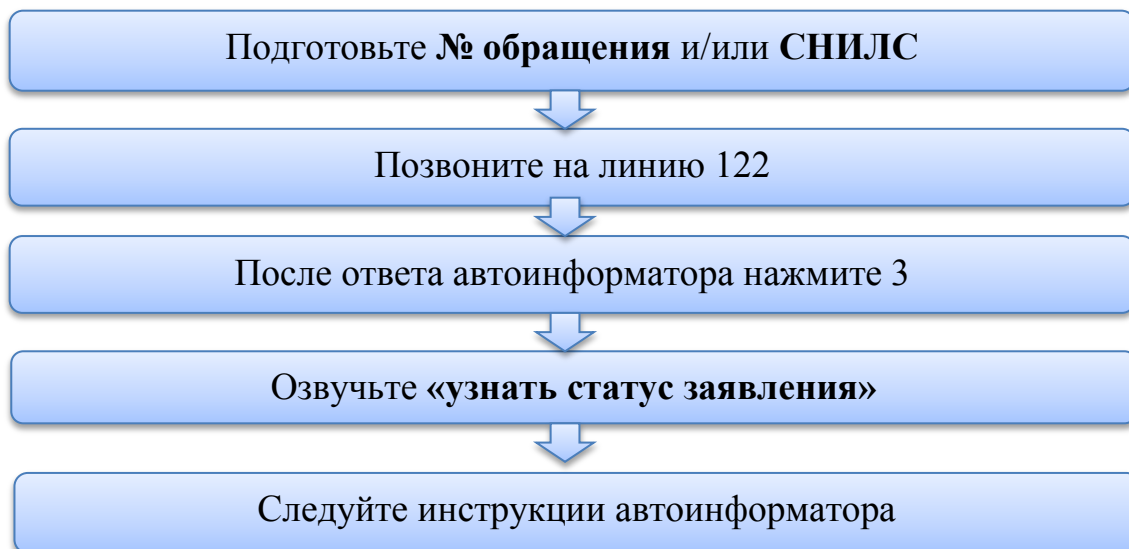 Подготовьте № обращения и/или СНИЛС
Позвоните на линию 122
После ответа автоинформатора нажмите 3
Озвучьте «узнать статус заявления»
Следуйте инструкции автоинформатора